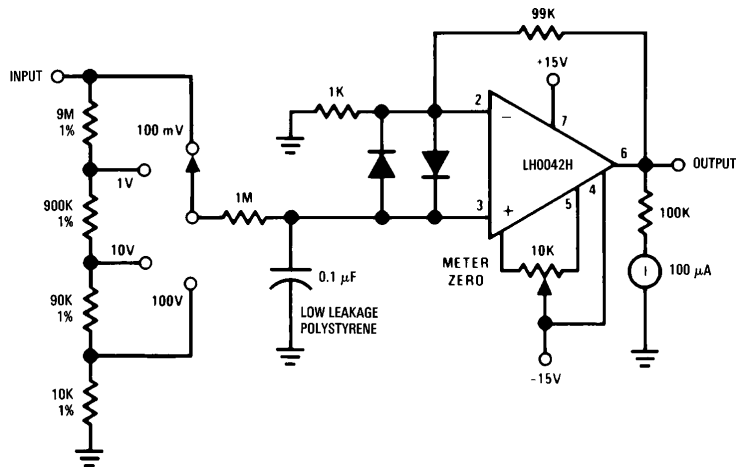 99K
+15V
INPUT
1K
2
7
9M
1%
100 mV
–
LH0042H
6
OUTPUT
1V
4
1M
3
+
5
900K
1%
100K
10V
10K
METER
ZERO
0.1 μF
100 μA
100V
LOW LEAKAGE
POLYSTYRENE
90K
1%
–15V
10K
1%